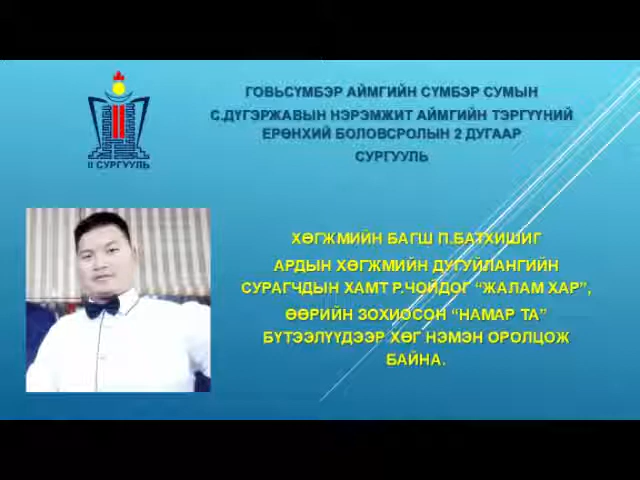 ГОВЬСҮМБЭР АЙМГИЙН СҮМБЭР СУМЫН
С.ДҮГЭРЖАВЫН НЭРЭМЖИТ АЙМГИЙН ТЭРГҮҮНИЙ
ЕРӨНХИЙ БОЛОВСРОЛЫН 2 ДУГААР
СУРГУУЛЬ
II СУРГУУЛЬ
ХӨГЖМИЙН БАГШ П.БАТХИШИГ
АРДЫН ХӨГЖМИЙН ДУГУЙЛАНГИЙН
СУРАГЧДЫН ХАМТ Р.ЧОЙДОГ “ЖАЛАМ ХАР”,
ӨӨРИЙН ЗОХИОСОН “НАМАР ТА”
БҮТЭЭЛҮҮДЭЭР ХӨГ НЭМЭН ОРОЛЦОЖ
БАЙНА.